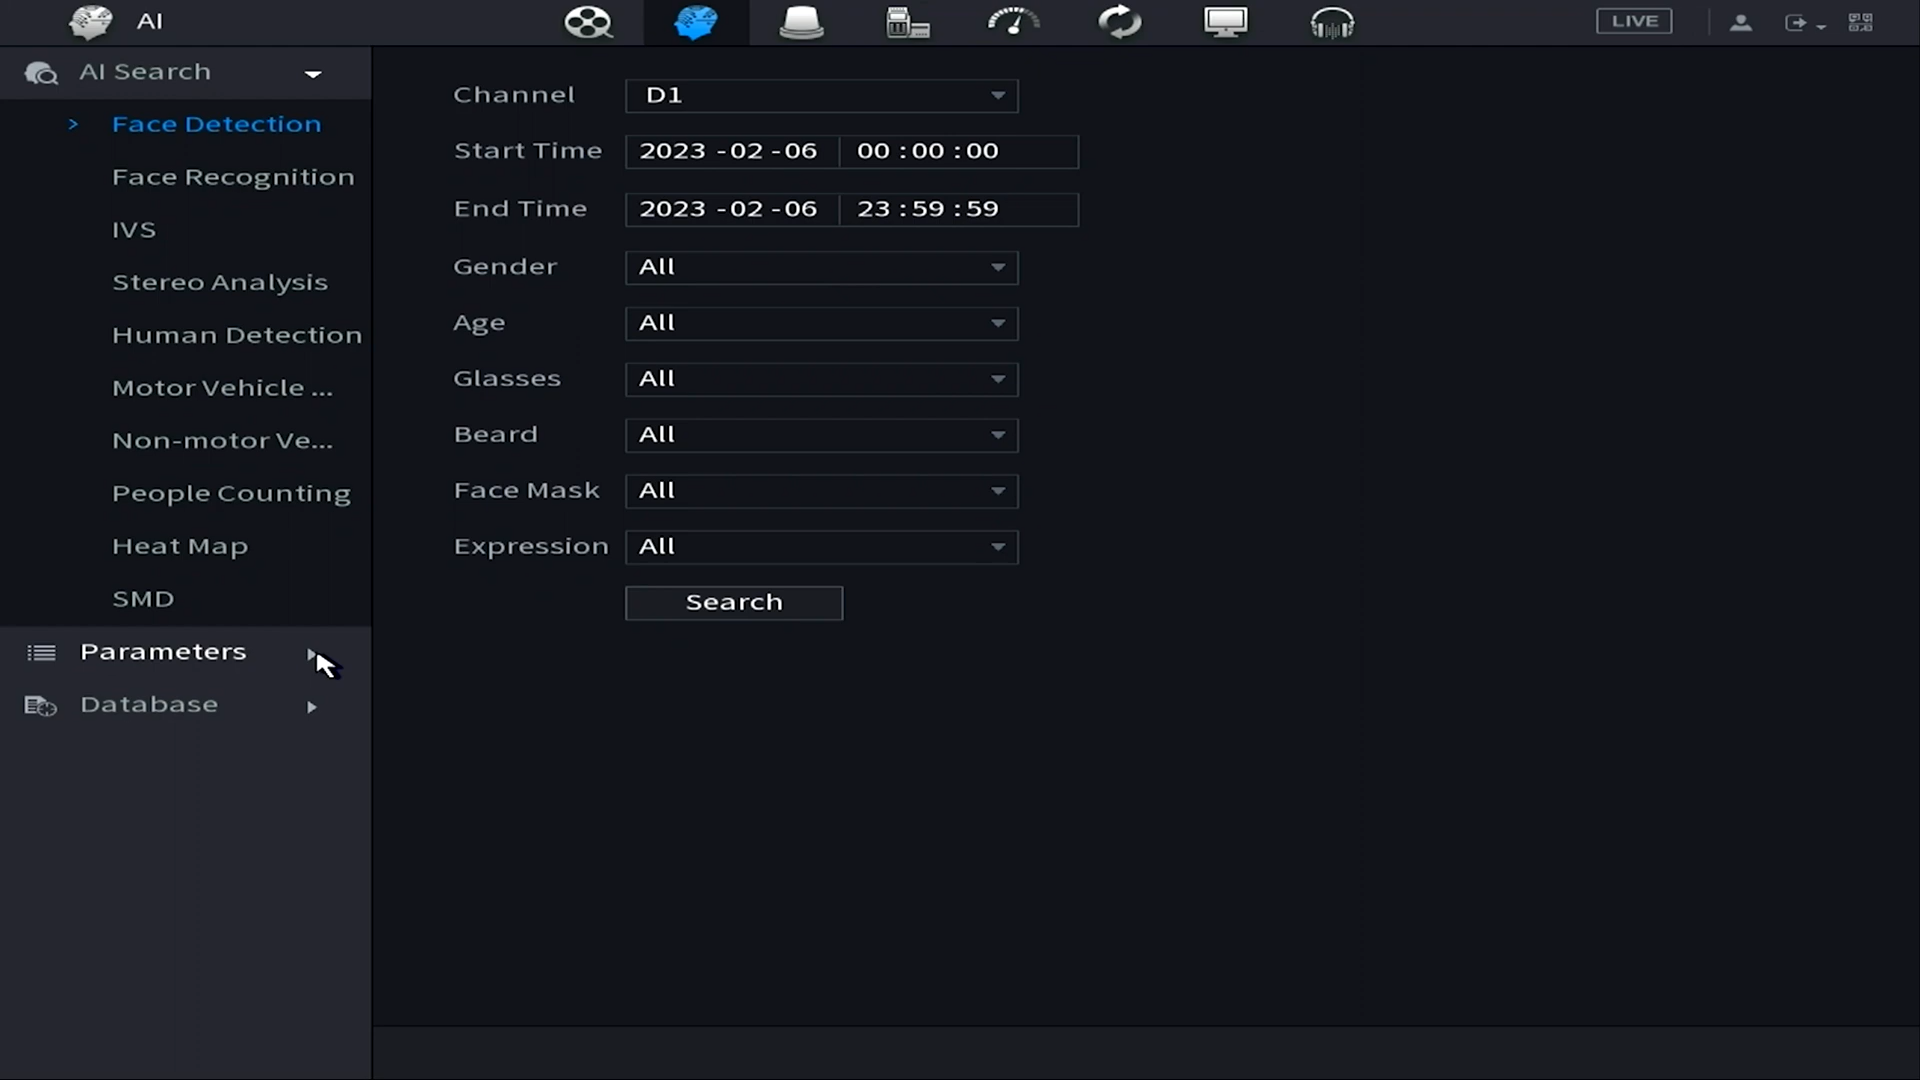 AI
LIVE
AI Search
Face Detection
Face Recognition
IVS
Stereo Analysis
Human Detection
Motor Vehicle ...
Non-motor Ve...
People Counting
Heat Map
SMD
Parameters
Database
Channel D1
Start Time 2023 -02 -06 00 :00 :00
End Time 2023 -02 -06 23 :59 :59
Gender All
Age All
Glasses All
Beard All
Face Mask All
Expression All
Search